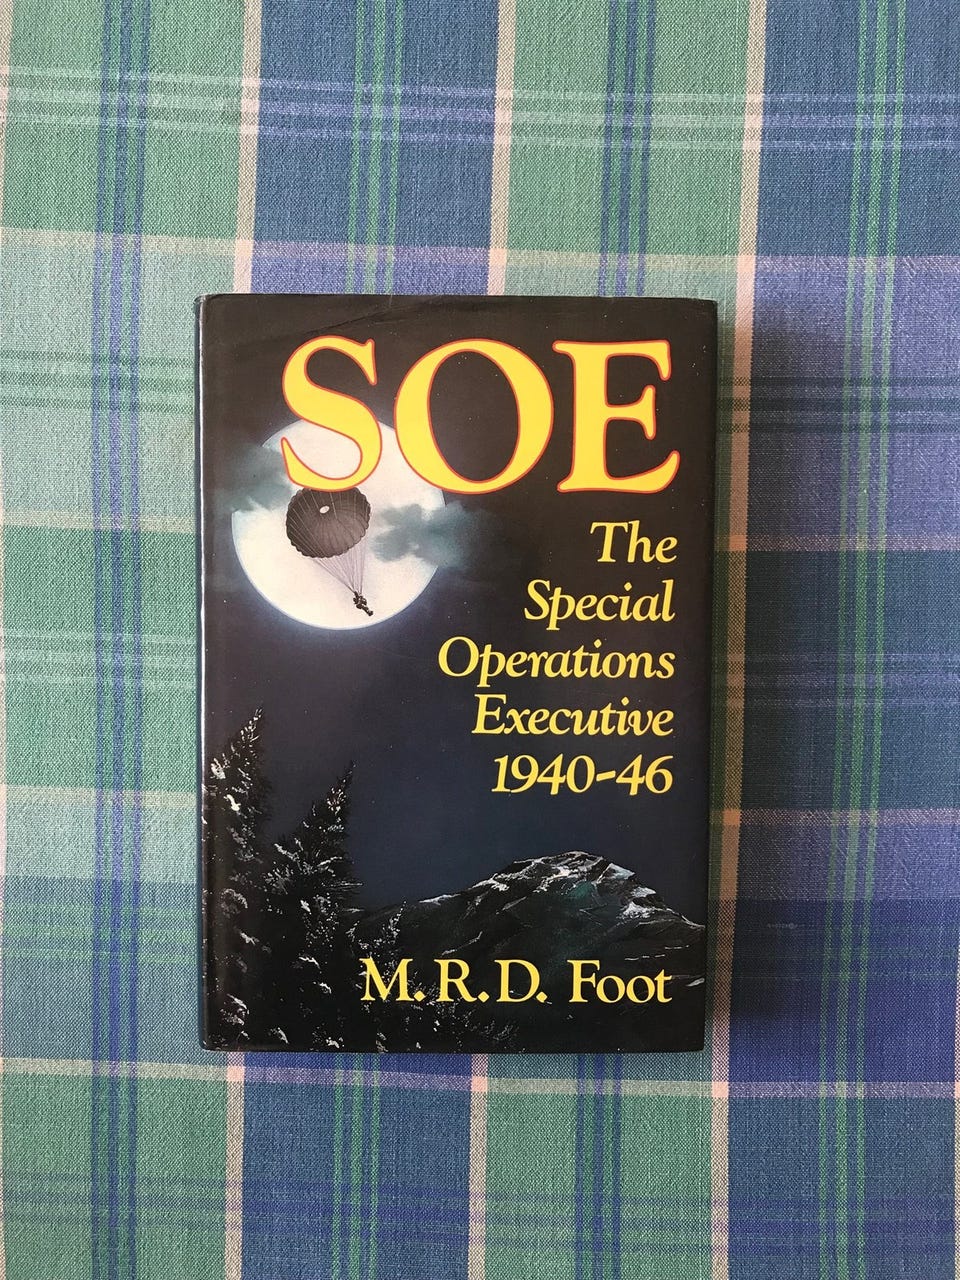 SOE
The
Special
Operations
Executive
1940-46
M.R.D. Foot